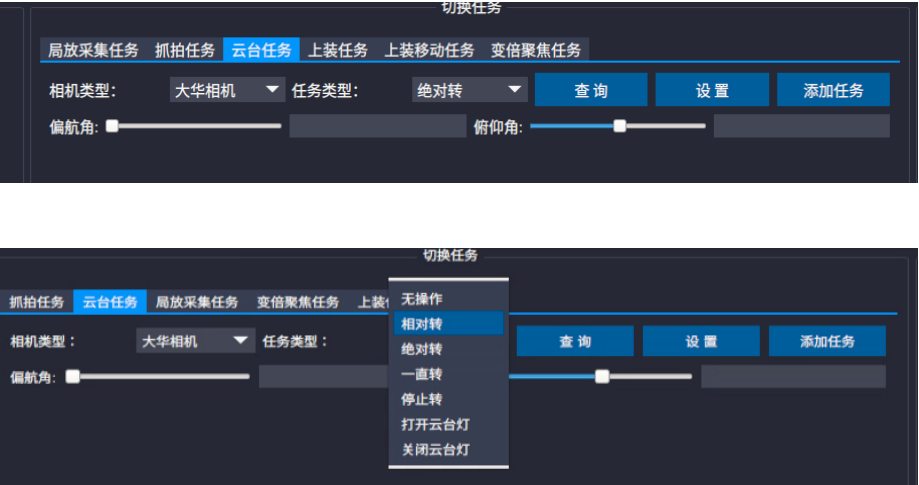 切换任务
局放采集任务 抓拍任务 云台任务 上装任务 上装移动任务 变倍聚焦任务
相机类型: 大华相机 任务类型: 绝对转 查询 设置 添加任务
偏航角: 俯仰角:
切换任务
抓拍任务 云台任务 局放采集任务 变倍聚焦任务 上装
相机类型: 大华相机 任务类型: 查询 设置 添加任务
偏航角:
无操作
相对转
绝对转
一直转
停止转
打开云台灯
关闭云台灯